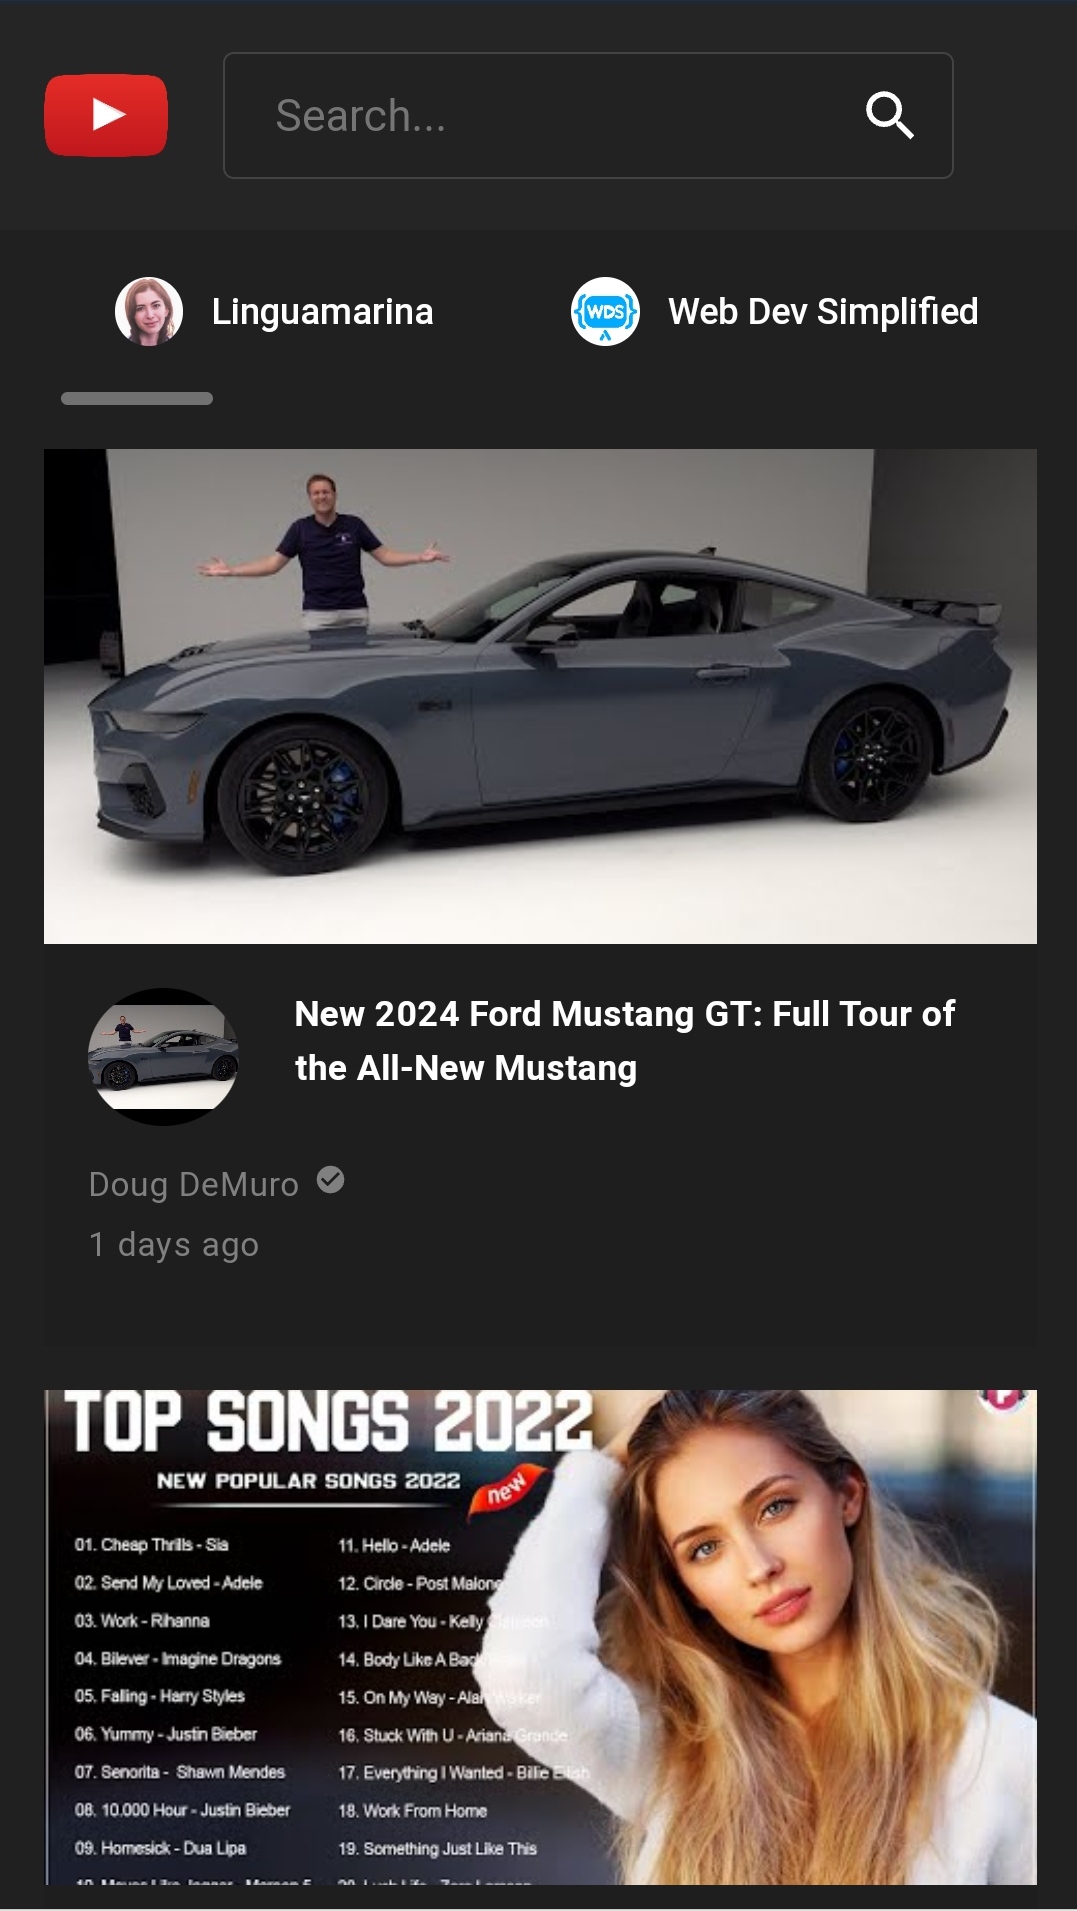 Search...
Linguamarina
WDS
Web Dev Simplified
New 2024 Ford Mustang GT: Full Tour of
the All-New Mustang
Doug DeMuro
1 days ago
TOP SONGS 2022
NEW POPULAR SONGS 2022
new
01. Cheap Thrills - Sia
02. Send My Loved - Adele
03. Work - Rihanna
04. Bilever - Imagine Dragons
05. Falling - Harry Styles
06. Yummy - Justin Bieber
07. Senorita - Shawn Mendes
08. 10.000 Hour - Justin Bieber
09. Homesick - Dua Lipa
11. Hello - Adele
12. Circle - Post Malone
13. I Dare You - Kelly
14. Body Like A Back
15. On My Way - Alan Walker
16. Stuck With U - Ariana Grande
17. Everything I Wanted - Billie Eilish
18. Work From Home
19. Something Just Like This